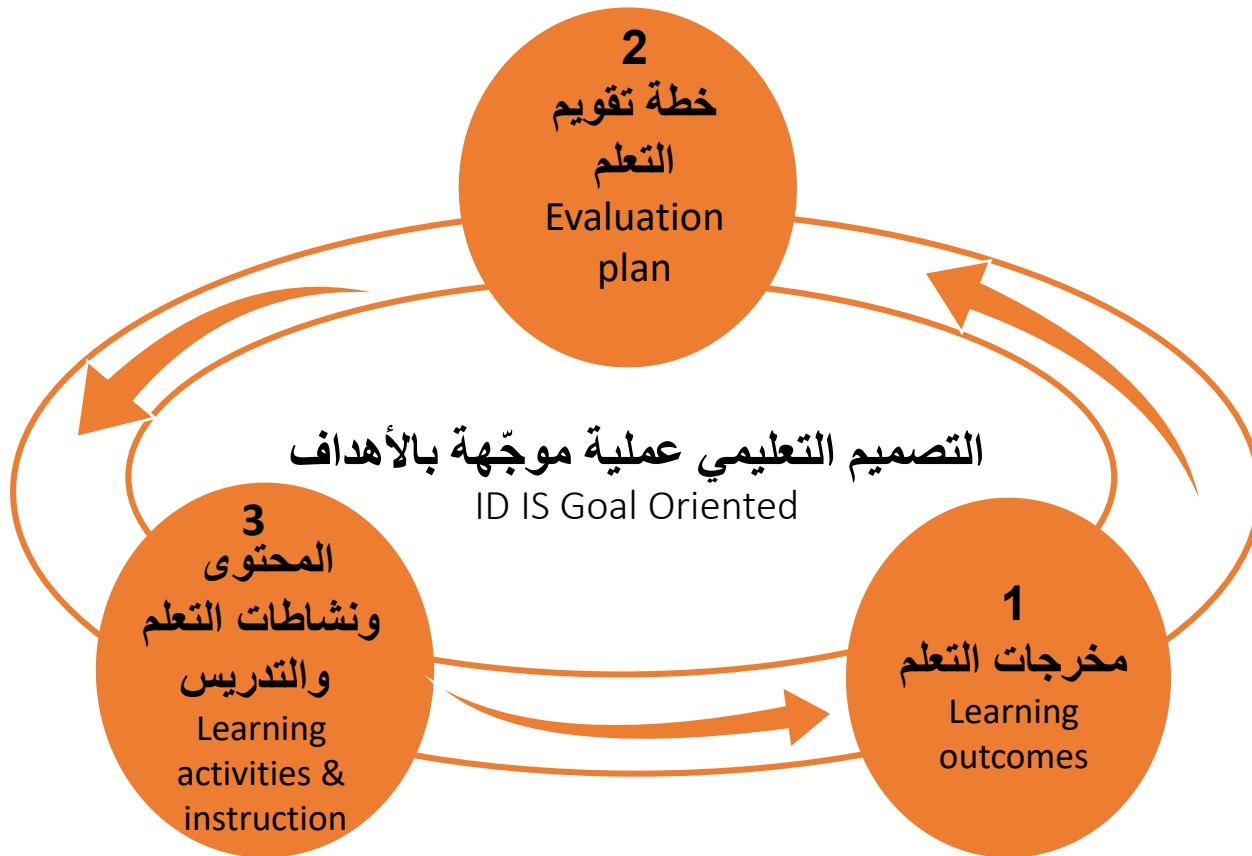 2
خطة تقويم
التعلم
Evaluation
plan
التصميم التعليمي عملية موجّهة بالأهداف
ID IS Goal Oriented
1
مخرجات التعلم
Learning
outcomes
3
المحتوى
ونشاطات التعلم
والتدريس
Learning
activities &
instruction